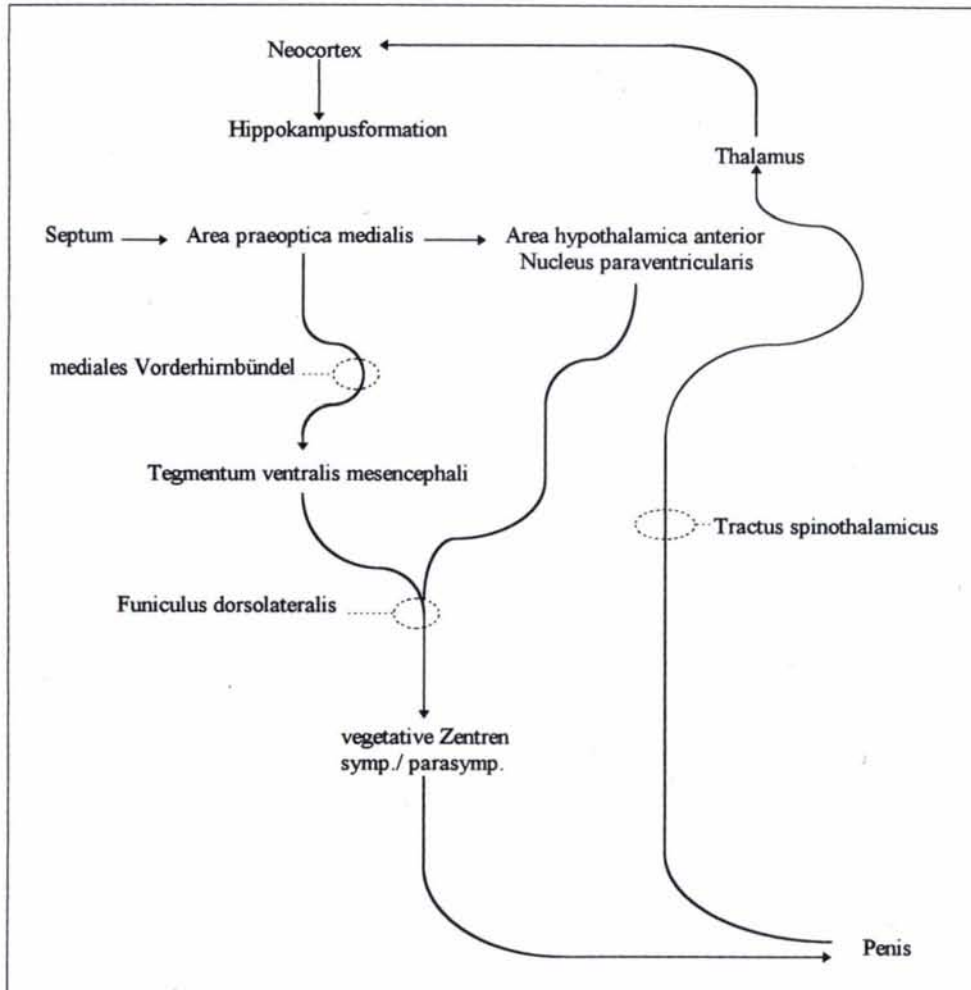 Neocortex
Hippokampusformation
Thalamus
Septum
Area praeoptica medialis
Area hypothalamica anterior
Nucleus paraventricularis
mediales Vorderhirnbündel
Tegmentum ventralis mesencephali
Tractus spinothalamicus
Funiculus dorsolateralis
vegetative Zentren
symp./ parasymp.
Penis